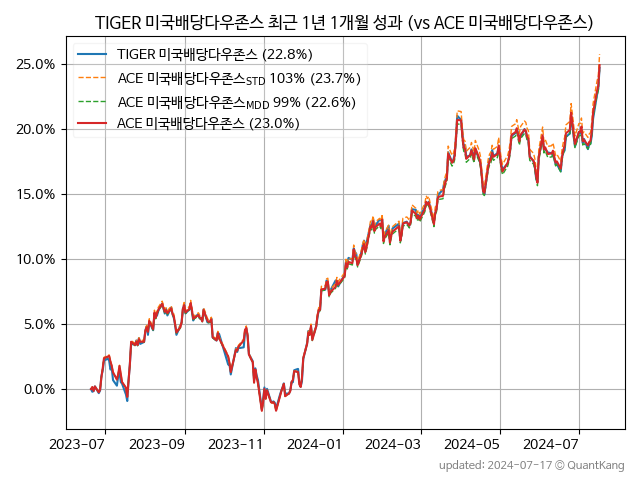 TIGER 미국배당다우존스 최근 1년 1개월 성과 (vs ACE 미국배당다우존스)
TIGER 미국배당다우존스 (22.8%)
ACE 미국배당다우존스STD 103% (23.7%)
ACE 미국배당다우존스MDD 99% (22.6%)
ACE 미국배당다우존스 (23.0%)
25.0%
20.0%
15.0%
10.0%
5.0%
0.0%
2023-07 2023-09 2023-11 2024-01 2024-03 2024-05 2024-07
updated: 2024-07-17 © QuantKang